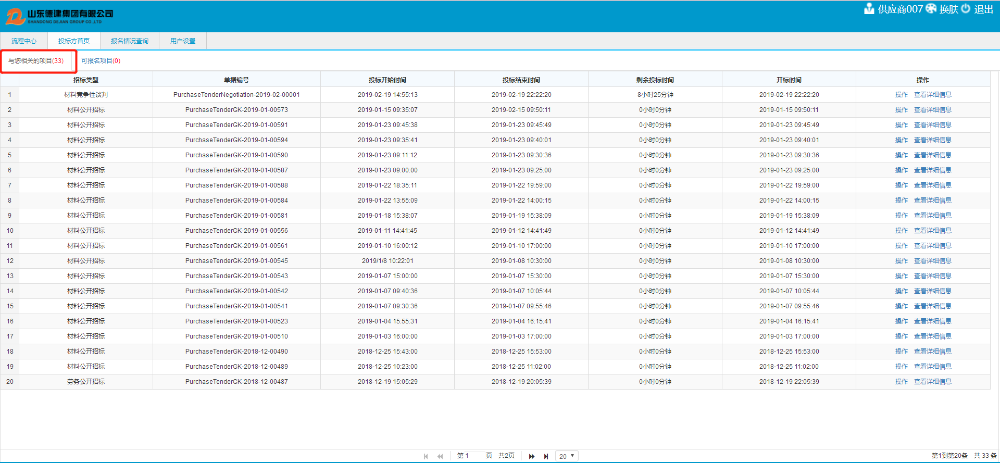 山东德建集团有限公司
SHANDONG DEJIAN GROUP CO.,LTD
供应商007 换肤 退出
流程中心 投标方首页 报名情况查询 用户设置
与您相关的项目(33) 可报名项目(0)
招标类型 单据编号 投标开始时间 投标结束时间 剩余投标时间 开标时间 操作
1 材料竞争性谈判 PurchaseTenderNegotiation-2019-02-00001 2019-02-19 14:55:13 2019-02-19 22:22:20 8小时25分钟 2019-02-19 22:22:20 操作 查看详细信息
2 材料公开招标 PurchaseTenderGK-2019-01-00573 2019-01-15 09:35:07 2019-02-15 09:50:11 0小时0分钟 2019-01-15 09:50:11 操作 查看详细信息
3 材料公开招标 PurchaseTenderGK-2019-01-00591 2019-01-23 09:45:38 2019-01-23 09:45:49 0小时0分钟 2019-01-23 09:45:49 操作 查看详细信息
4 材料公开招标 PurchaseTenderGK-2019-01-00594 2019-01-23 09:35:41 2019-01-23 09:40:01 0小时0分钟 2019-01-23 09:40:01 操作 查看详细信息
5 材料公开招标 PurchaseTenderGK-2019-01-00590 2019-01-23 09:11:12 2019-01-23 09:30:36 0小时0分钟 2019-01-23 09:30:36 操作 查看详细信息
6 材料公开招标 PurchaseTenderGK-2019-01-00587 2019-01-23 09:00:00 2019-01-23 09:25:00 0小时0分钟 2019-01-23 09:25:00 操作 查看详细信息
7 材料公开招标 PurchaseTenderGK-2019-01-00588 2019-01-22 18:35:11 2019-01-22 19:59:00 0小时0分钟 2019-01-22 19:59:00 操作 查看详细信息
8 材料公开招标 PurchaseTenderGK-2019-01-00584 2019-01-22 13:55:09 2019-01-22 14:00:15 0小时0分钟 2019-01-22 14:00:15 操作 查看详细信息
9 材料公开招标 PurchaseTenderGK-2019-01-00581 2019-01-18 15:38:07 2019-01-19 15:38:09 0小时0分钟 2019-01-19 15:38:09 操作 查看详细信息
10 材料公开招标 PurchaseTenderGK-2019-01-00556 2019-01-11 14:41:45 2019-01-12 14:41:49 0小时0分钟 2019-01-12 14:41:49 操作 查看详细信息
11 材料公开招标 PurchaseTenderGK-2019-01-00561 2019-01-10 16:00:12 2019-01-10 17:00:00 0小时0分钟 2019-01-10 17:00:00 操作 查看详细信息
12 材料公开招标 PurchaseTenderGK-2019-01-00545 2019/1/8 10:22:01 2019-01-08 10:30:00 0小时0分钟 2019-01-08 10:30:00 操作 查看详细信息
13 材料公开招标 PurchaseTenderGK-2019-01-00543 2019-01-07 15:00:00 2019-01-07 15:30:00 0小时0分钟 2019-01-07 15:30:00 操作 查看详细信息
14 材料公开招标 PurchaseTenderGK-2019-01-00542 2019-01-07 09:40:36 2019-01-07 10:05:44 0小时0分钟 2019-01-07 10:05:44 操作 查看详细信息
15 材料公开招标 PurchaseTenderGK-2019-01-00541 2019-01-07 09:30:36 2019-01-07 09:55:46 0小时0分钟 2019-01-07 09:55:46 操作 查看详细信息
16 材料公开招标 PurchaseTenderGK-2019-01-00523 2019-01-04 15:55:31 2019-01-04 16:15:41 0小时0分钟 2019-01-04 16:15:41 操作 查看详细信息
17 材料公开招标 PurchaseTenderGK-2019-01-00510 2019-01-03 16:00:00 2019-01-03 17:00:00 0小时0分钟 2019-01-03 17:00:00 操作 查看详细信息
18 材料公开招标 PurchaseTenderGK-2018-12-00490 2018-12-25 15:43:00 2018-12-25 15:53:00 0小时0分钟 2018-12-25 15:53:00 操作 查看详细信息
19 材料公开招标 PurchaseTenderGK-2018-12-00489 2018-12-25 10:23:00 2018-12-25 11:02:00 0小时0分钟 2018-12-25 11:02:00 操作 查看详细信息
20 劳务公开招标 PurchaseTenderGK-2018-12-00487 2018-12-19 15:05:29 2018-12-19 20:05:39 0小时0分钟 2018-12-19 22:05:39 操作 查看详细信息
第 1 页 共2页 20 第1到第20条 共 33 条